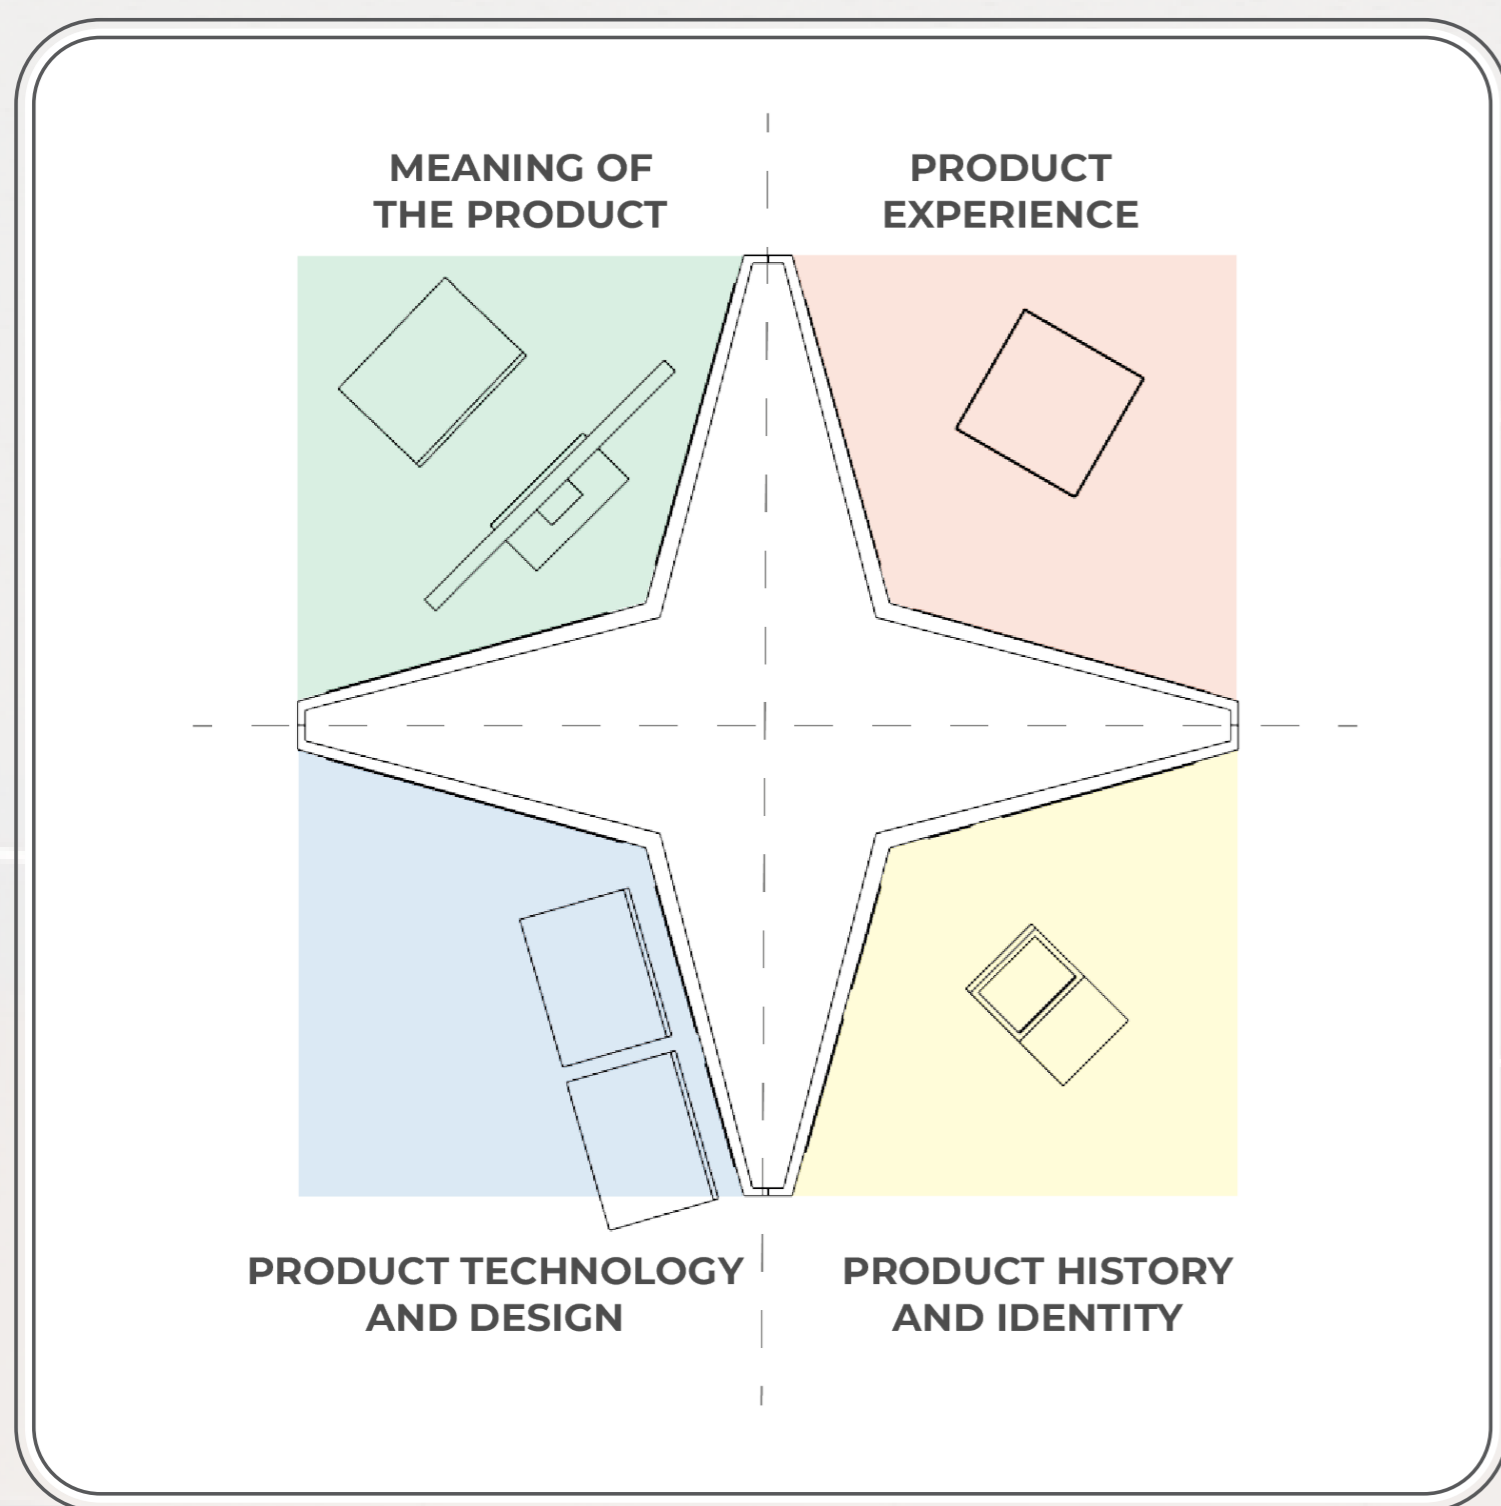 MEANING OF
THE PRODUCT
PRODUCT
EXPERIENCE
PRODUCT TECHNOLOGY
AND DESIGN
PRODUCT HISTORY
AND IDENTITY